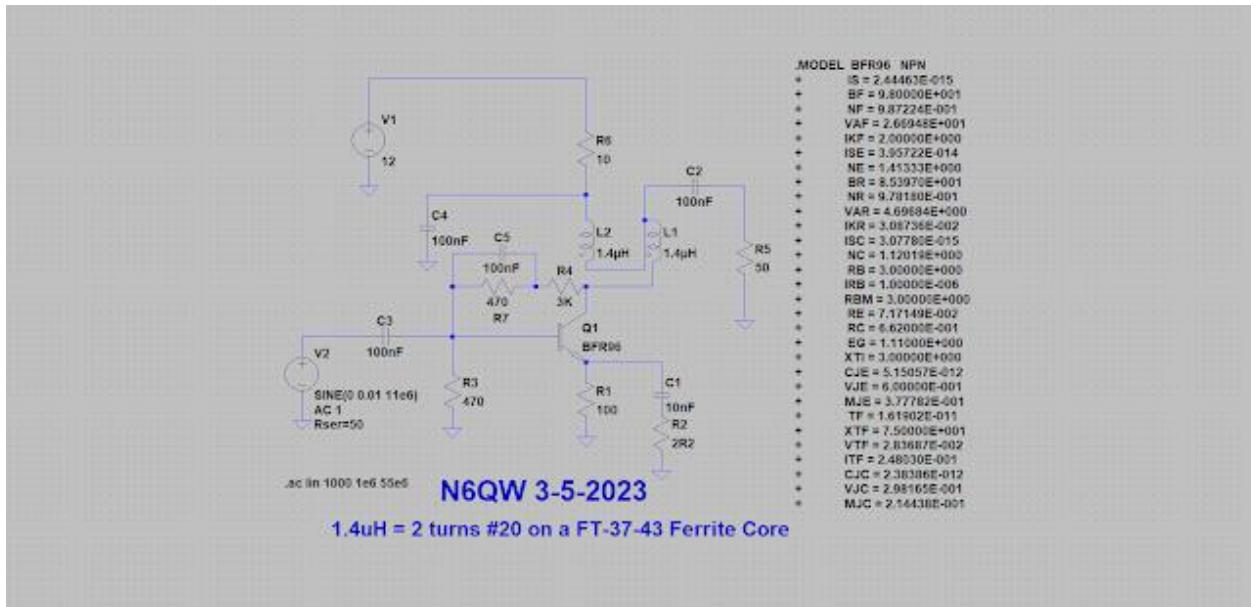 V1
12
R6
10
C2
100nF
C4
100nF
C5
100nF
L2
1.4µH
L1
1.4µH
R5
50
R4
3K
470
R7
C3
100nF
Q1
BFR96
V2
SINE(0 0.01 11e6)
AC 1
Rser=50
R3
470
R1
100
C1
10nF
R2
2R2
.ac lin 1000 1e6 55e6
N6QW 3-5-2023
1.4uH = 2 turns #20 on a FT-37-43 Ferrite Core
.MODEL BFR96 NPN
+ IS = 2.44463E-015
+ BF = 9.80000E+001
+ NF = 9.87224E-001
+ VAF = 2.66948E+001
+ IKF = 2.00000E+000
+ ISE = 3.95722E-014
+ NE = 1.41333E+000
+ BR = 8.53970E+001
+ NR = 9.78180E-001
+ VAR = 4.69684E+000
+ IKR = 3.08736E-002
+ ISC = 3.07780E-015
+ NC = 1.12019E+000
+ RB = 3.00000E+000
+ IRB = 1.00000E-006
+ RBM = 3.00000E+000
+ RE = 7.17149E-002
+ RC = 6.62000E-001
+ EG = 1.11000E+000
+ XTI = 3.00000E+000
+ CJE = 5.15057E-012
+ VJE = 6.00000E-001
+ MJE = 3.77782E-001
+ TF = 1.61902E-011
+ XTF = 7.50000E+001
+ VTF = 2.83687E-002
+ ITF = 2.48030E-001
+ CJC = 2.38386E-012
+ VJC = 2.98165E-001
+ MJC = 2.14438E-001